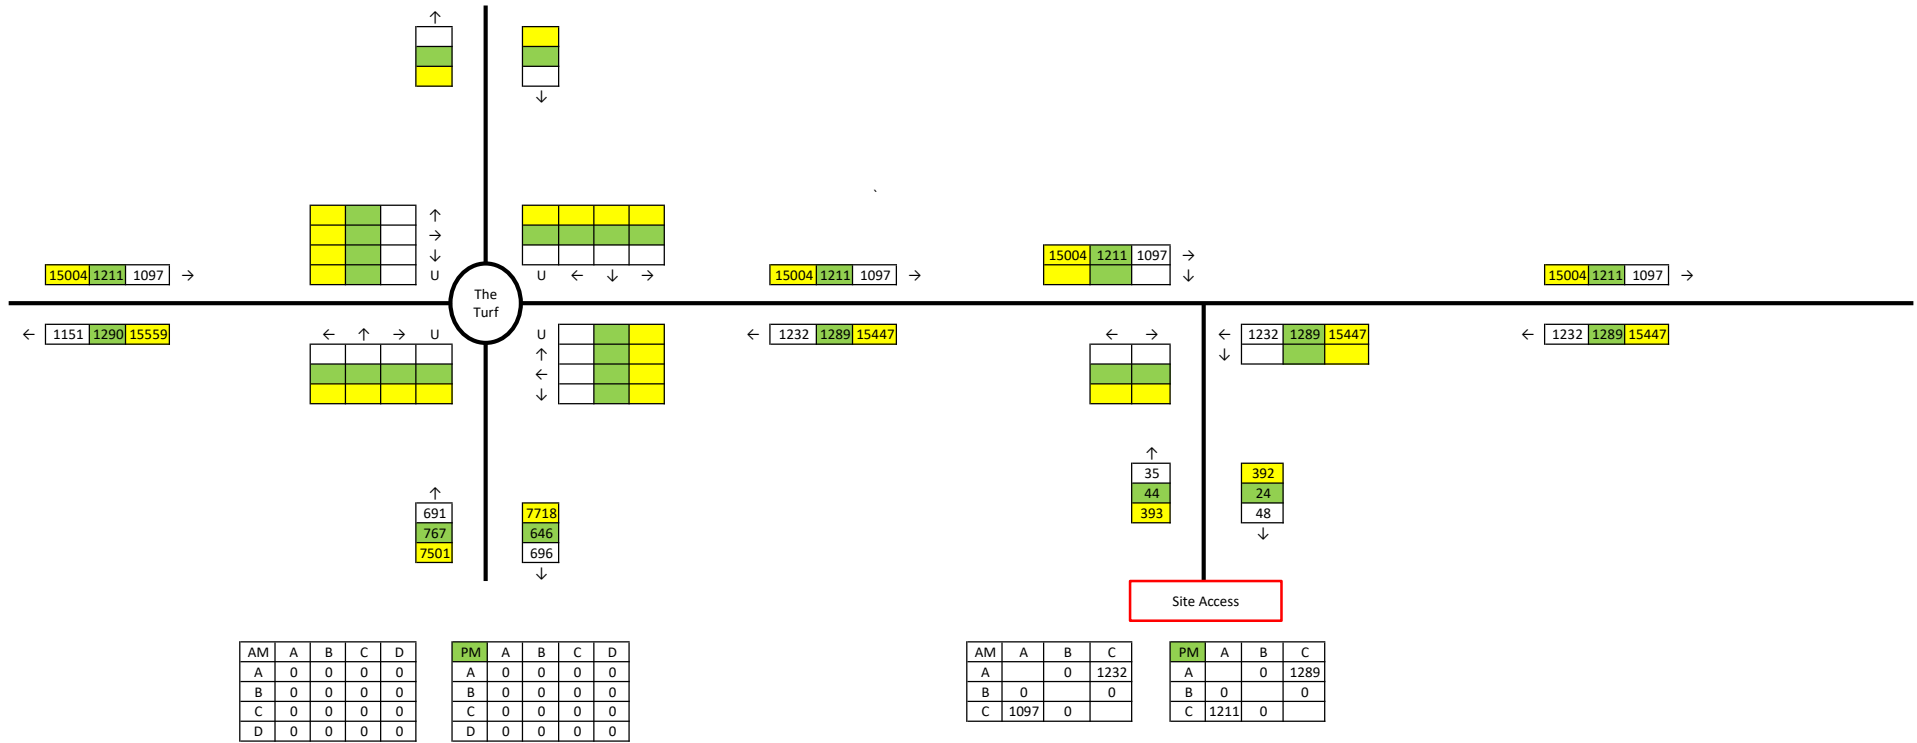 ↑
↓
`
↑
→
↓
U
U ← ↓ →
15004 1211 1097 →
15004 1211 1097 →
15004 1211 1097 →
↓
15004 1211 1097 →
The
Turf
← 1151 1290 15559
← ↑ → U
U
↑
←
↓
← 1232 1289 15447
← →
← 1232 1289 15447
↓
← 1232 1289 15447
↑
691
767
7501
7718
646
696
↓
↑
35
44
393
392
24
48
↓
Site Access
AM A B C D
A 0 0 0 0
B 0 0 0 0
C 0 0 0 0
D 0 0 0 0
PM A B C D
A 0 0 0 0
B 0 0 0 0
C 0 0 0 0
D 0 0 0 0
AM A B C
A 0 1232
B 0 0
C 1097 0
PM A B C
A 0 1289
B 0 0
C 1211 0